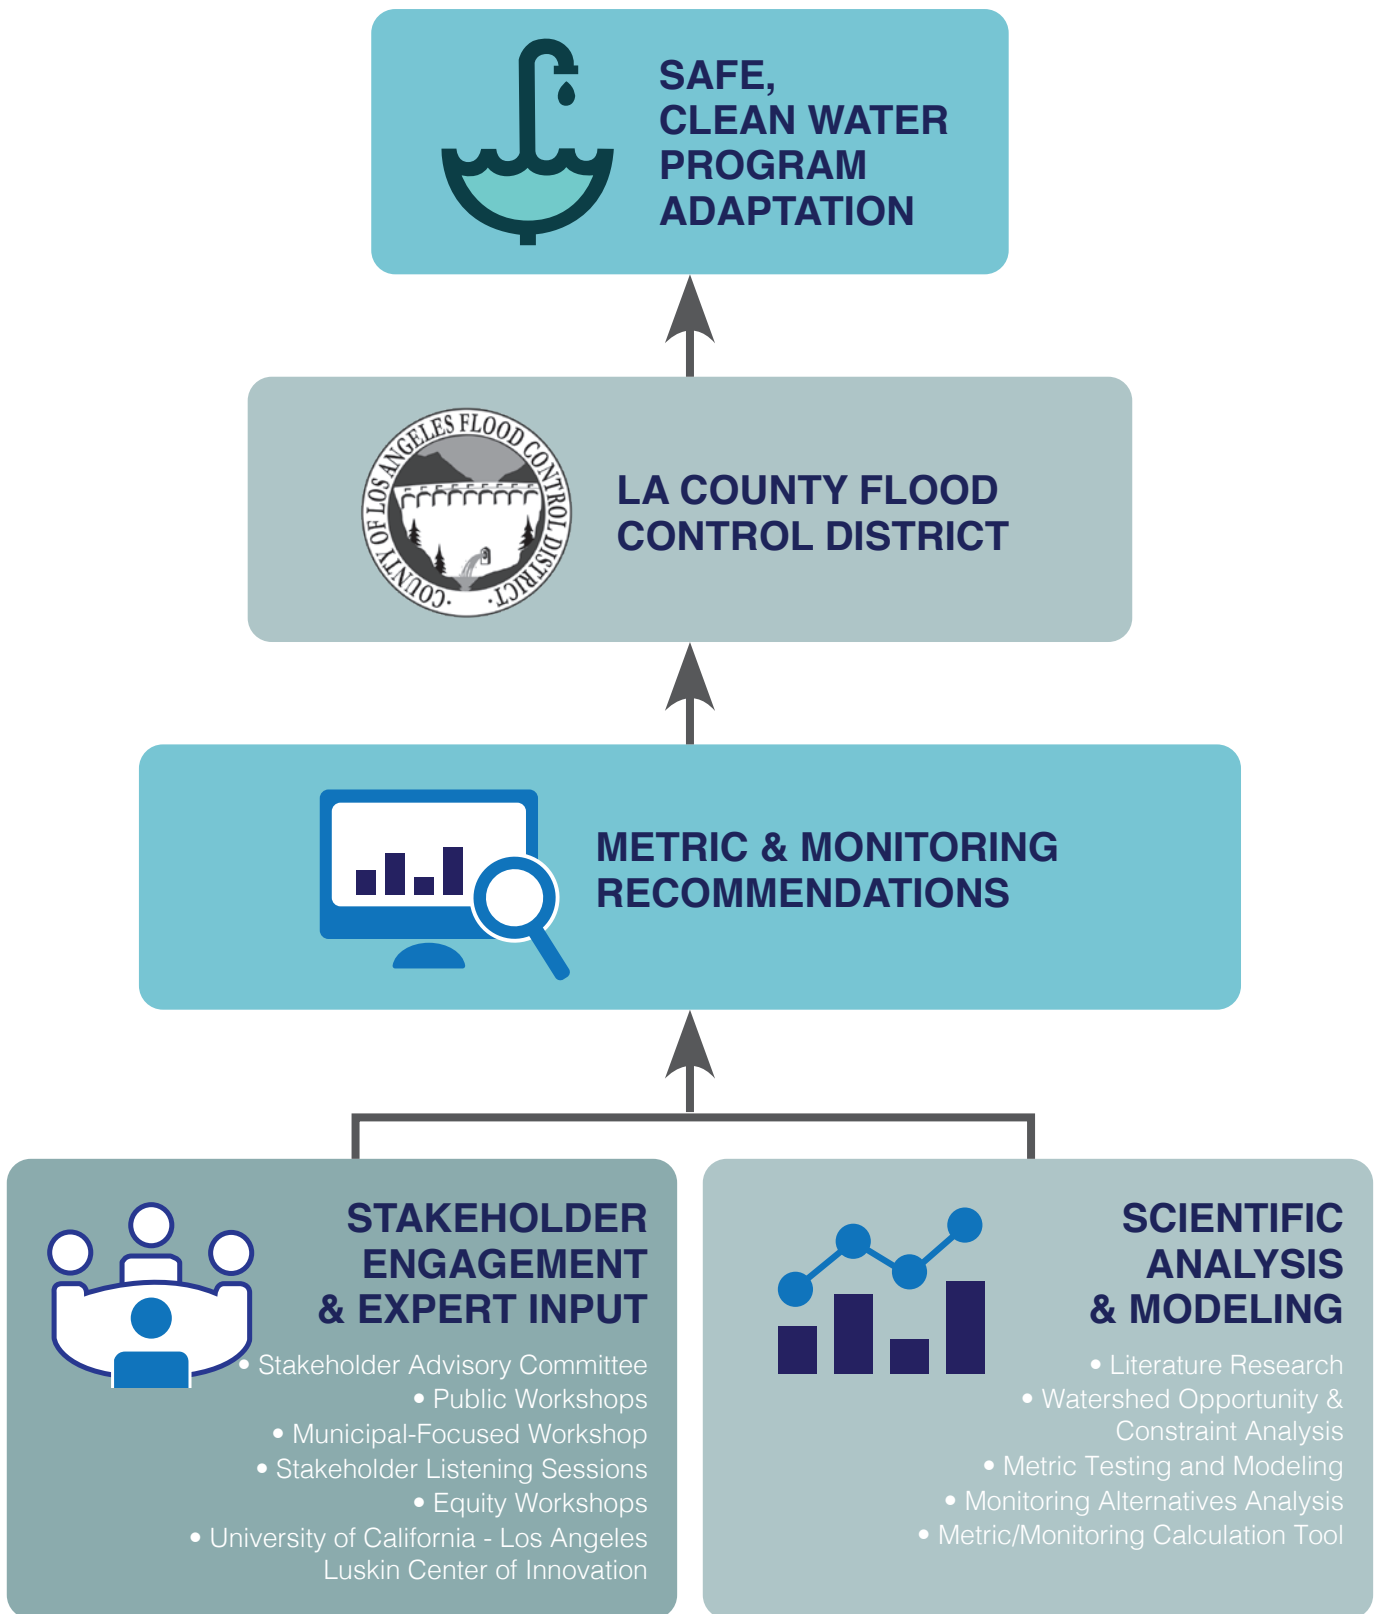 SAFE,
CLEAN WATER
PROGRAM
ADAPTATION
COUNTY OF LOS ANGELES FLOOD CONTROL DISTRICT
LA COUNTY FLOOD
CONTROL DISTRICT
METRIC & MONITORING
RECOMMENDATIONS
STAKEHOLDER
ENGAGEMENT
& EXPERT INPUT
• Stakeholder Advisory Committee
• Public Workshops
• Municipal-Focused Workshop
• Stakeholder Listening Sessions
• Equity Workshops
• University of California - Los Angeles
Luskin Center of Innovation
SCIENTIFIC
ANALYSIS
& MODELING
• Literature Research
• Watershed Opportunity &
Constraint Analysis
• Metric Testing and Modeling
• Monitoring Alternatives Analysis
• Metric/Monitoring Calculation Tool